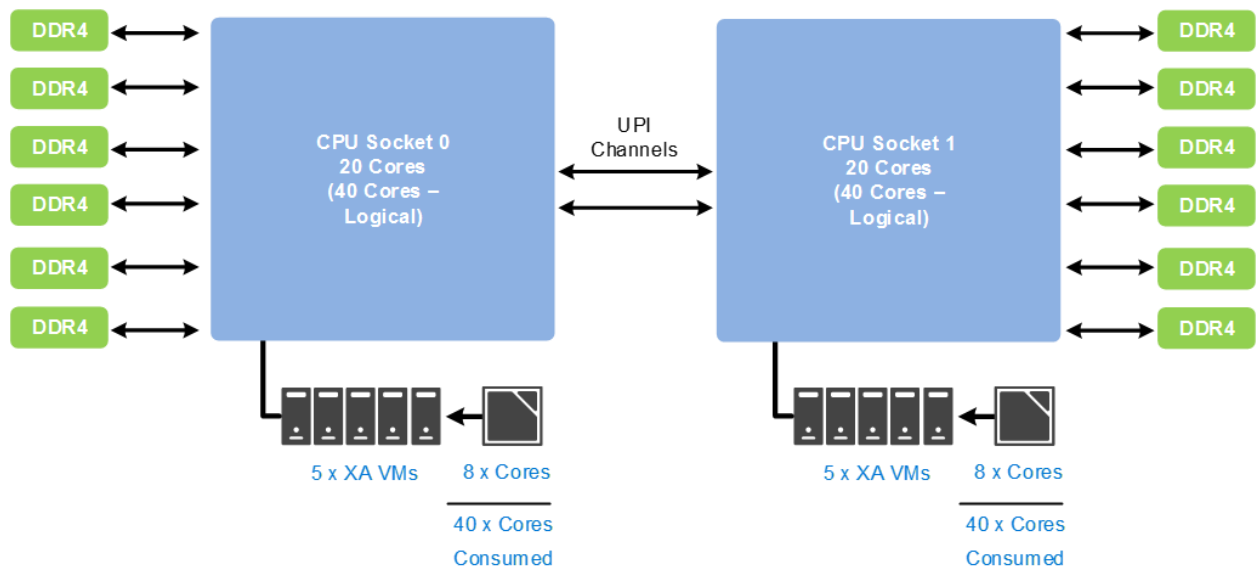 DDR4
DDR4
DDR4
DDR4
DDR4
DDR4
CPU Socket 0
20 Cores
(40 Cores –
Logical)
UPI
Channels
CPU Socket 1
20 Cores
(40 Cores –
Logical)
DDR4
DDR4
DDR4
DDR4
DDR4
DDR4
5 x XA VMs
8 x Cores
40 x Cores
Consumed
5 x XA VMs
8 x Cores
40 x Cores
Consumed